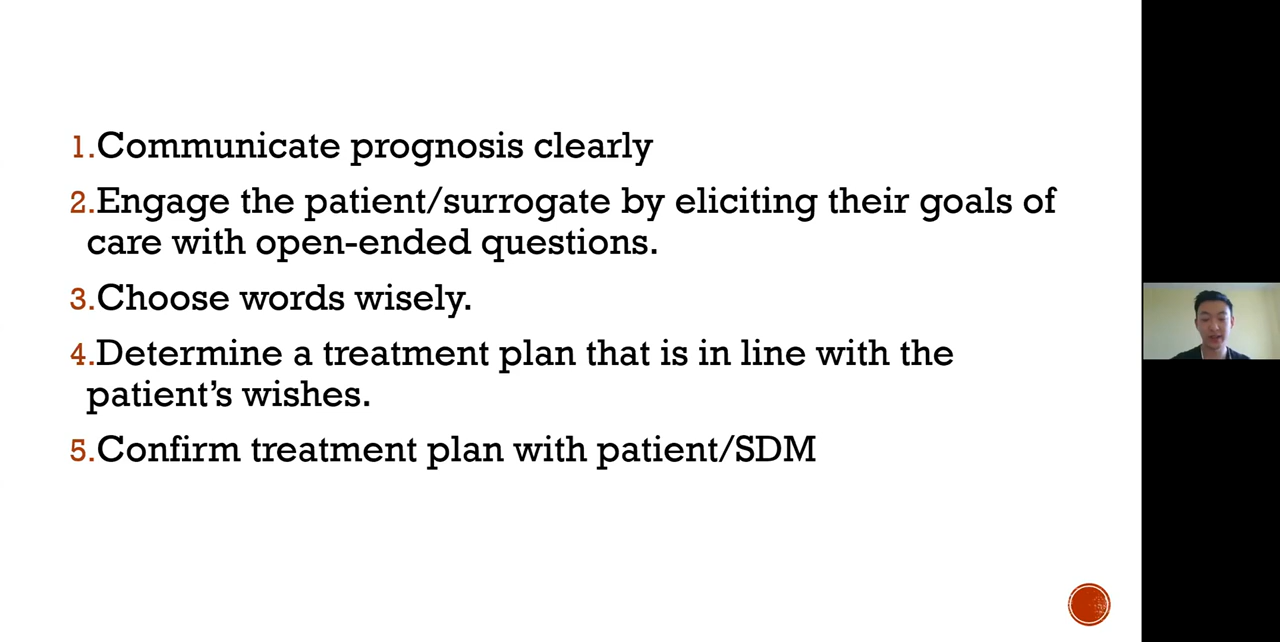 1.Communicate prognosis clearly
2.Engage the patient/surrogate by eliciting their goals of
care with open-ended questions.
3.Choose words wisely.
4.Determine a treatment plan that is in line with the
patient’s wishes.
5.Confirm treatment plan with patient/SDM